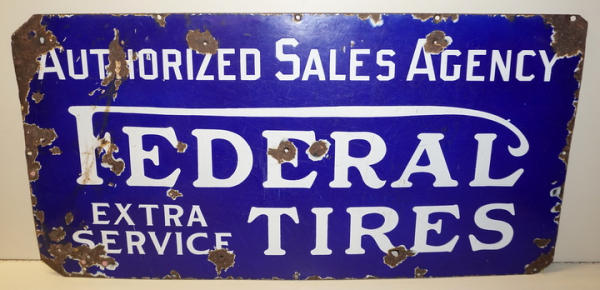 AUTHORIZED SALES AGENCY
FEDERAL
EXTRA SERVICE TIRES